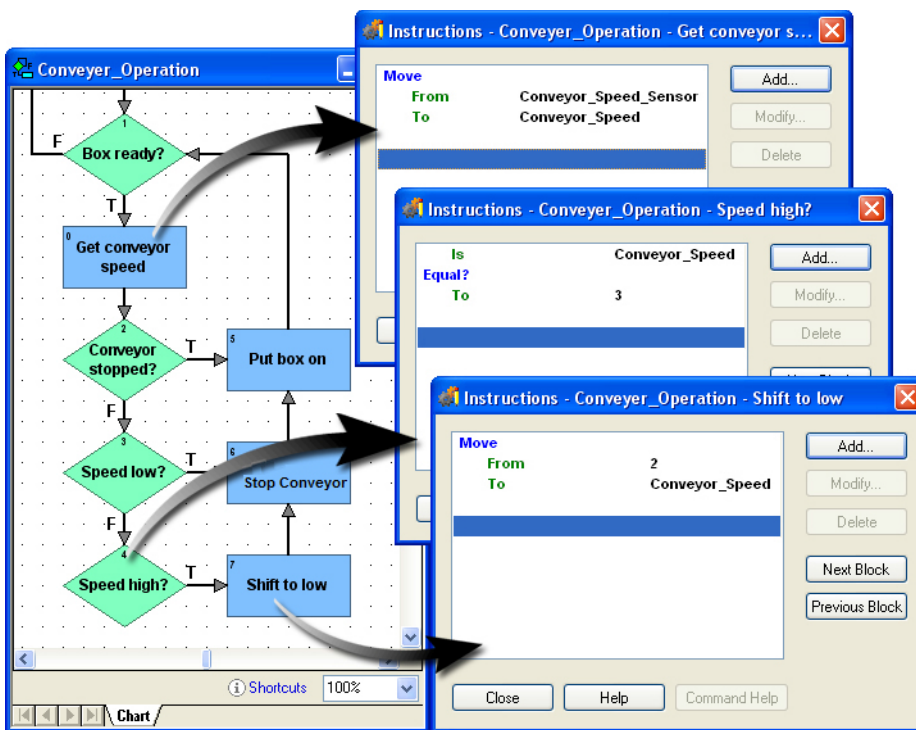 Conveyer_Operation
1
Box ready?
F
T
0
Get conveyor
speed
2
Conveyor
stopped?
T
5
Put box on
F
3
Speed low?
T
6
Stop Conveyor
F
4
Speed high?
T
7
Shift to low
Shortcuts 100%
Chart
Instructions - Conveyer_Operation - Get conveyor s...
Move
From Conveyor_Speed_Sensor
To Conveyor_Speed
Add...
Modify...
Delete
Instructions - Conveyer_Operation - Speed high?
Is Conveyor_Speed
Equal?
To 3
Add...
Modify...
Delete
Instructions - Conveyer_Operation - Shift to low
Move
From 2
To Conveyor_Speed
Add...
Modify...
Delete
Next Block
Previous Block
Close Help Command Help